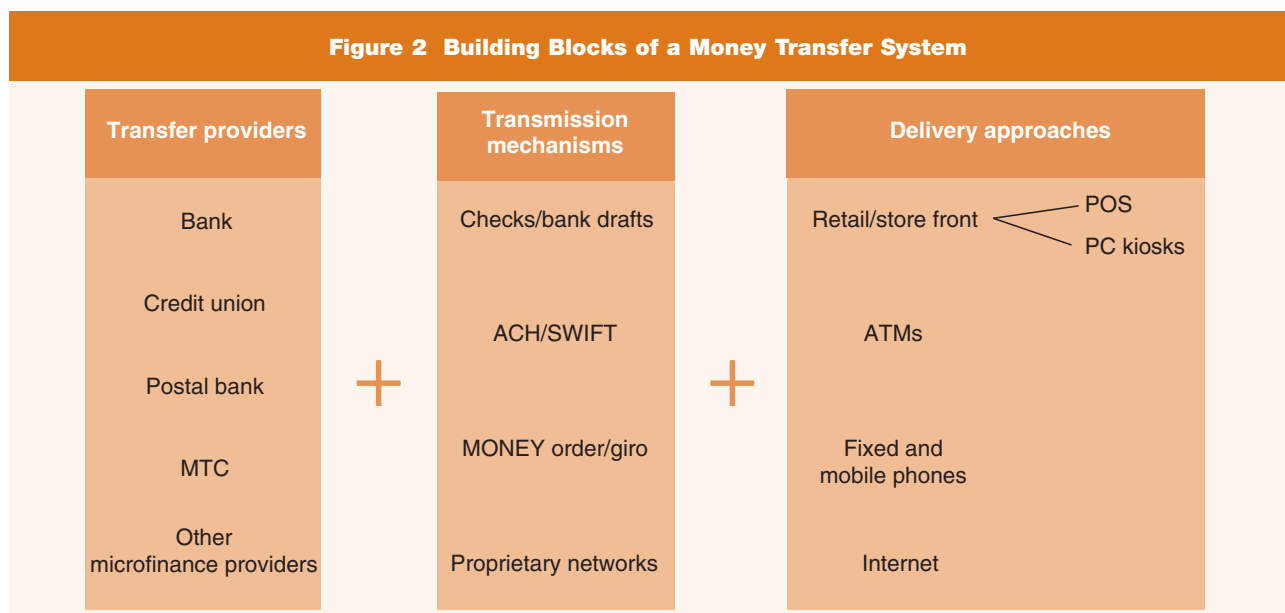 Figure 2 Building Blocks of a Money Transfer System
Transfer providers
Bank
Credit union
Postal bank
MTC
Other
microfinance providers
Transmission
mechanisms
Checks/bank drafts
ACH/SWIFT
MONEY order/giro
Proprietary networks
Delivery approaches
Retail/store front
POS
PC kiosks
ATMs
Fixed and
mobile phones
Internet